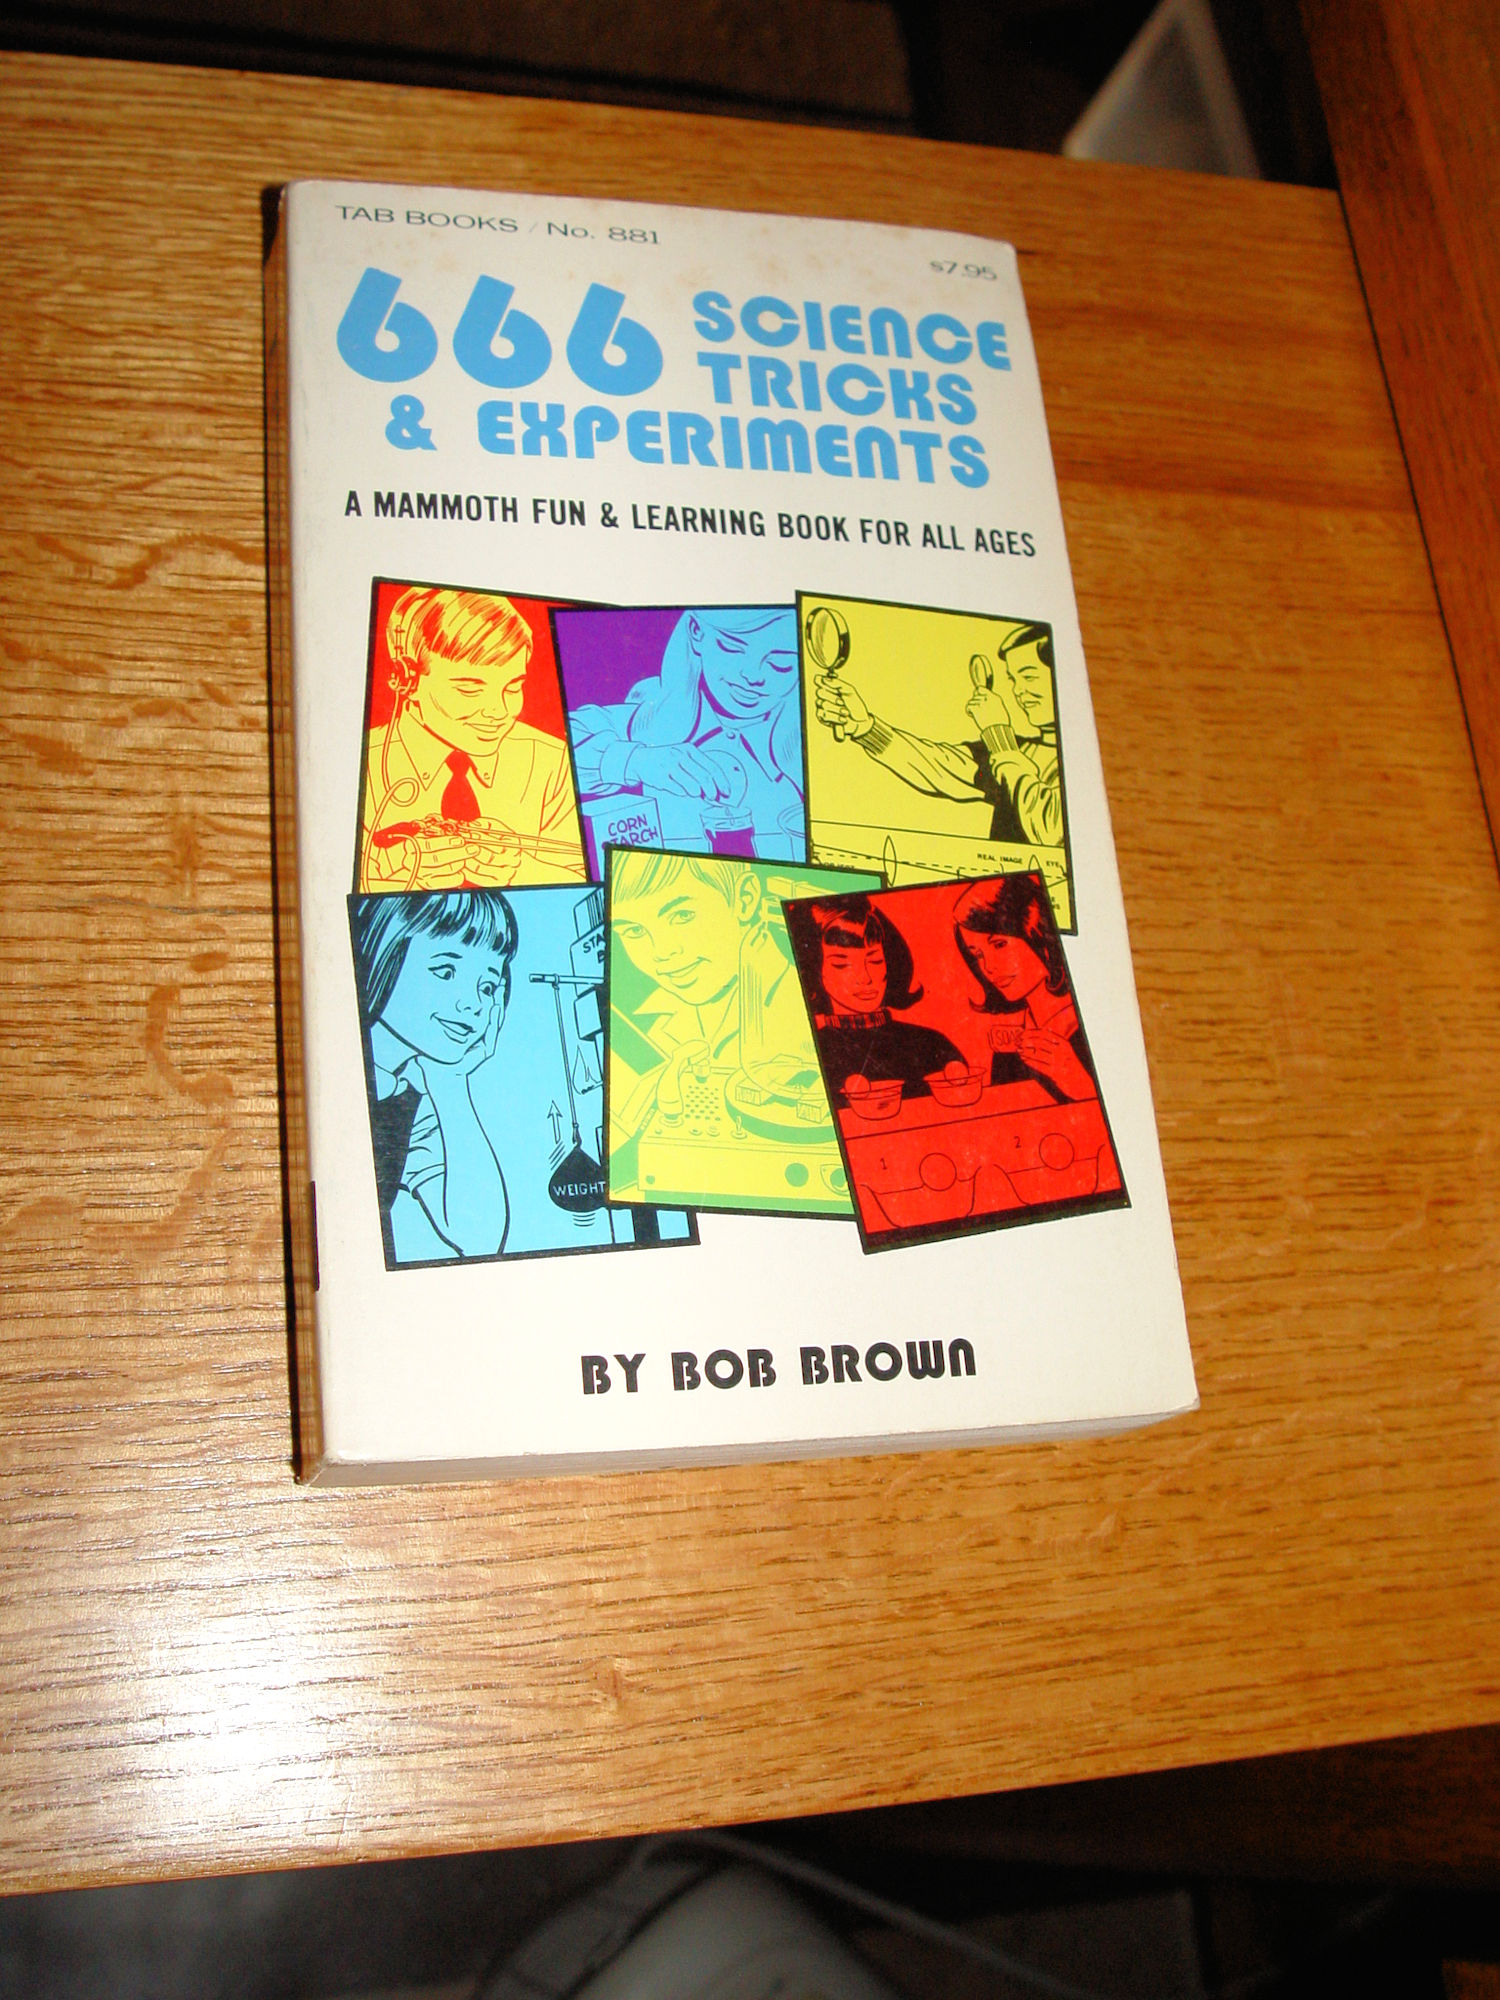 TAB BOOKS / No. 881
$7.95
666 SCIENCE
TRICKS
& EXPERIMENTS
A MAMMOTH FUN & LEARNING BOOK FOR ALL AGES
CORN
REAL IMAGE
EYE
WEIGHT
SOAP
1
2
BY BOB BROWN